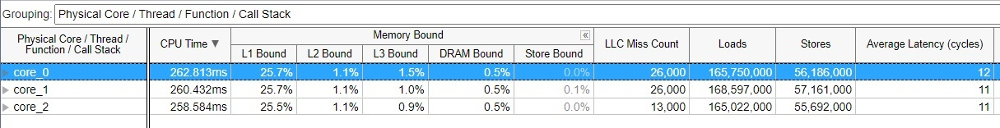 Grouping: Physical Core / Thread / Function / Call Stack
Physical Core / Thread / Function / Call Stack CPU Time ▼ Memory Bound « LLC Miss Count Loads Stores Average Latency (cycles)
L1 Bound L2 Bound L3 Bound DRAM Bound Store Bound
core_0 262.813ms 25.7% 1.1% 1.5% 0.5% 0.0% 26,000 165,750,000 56,186,000 12
core_1 260.432ms 25.7% 1.1% 1.0% 0.5% 0.1% 26,000 168,597,000 57,161,000 11
core_2 258.584ms 25.5% 1.1% 0.9% 0.5% 0.0% 13,000 165,022,000 55,692,000 11